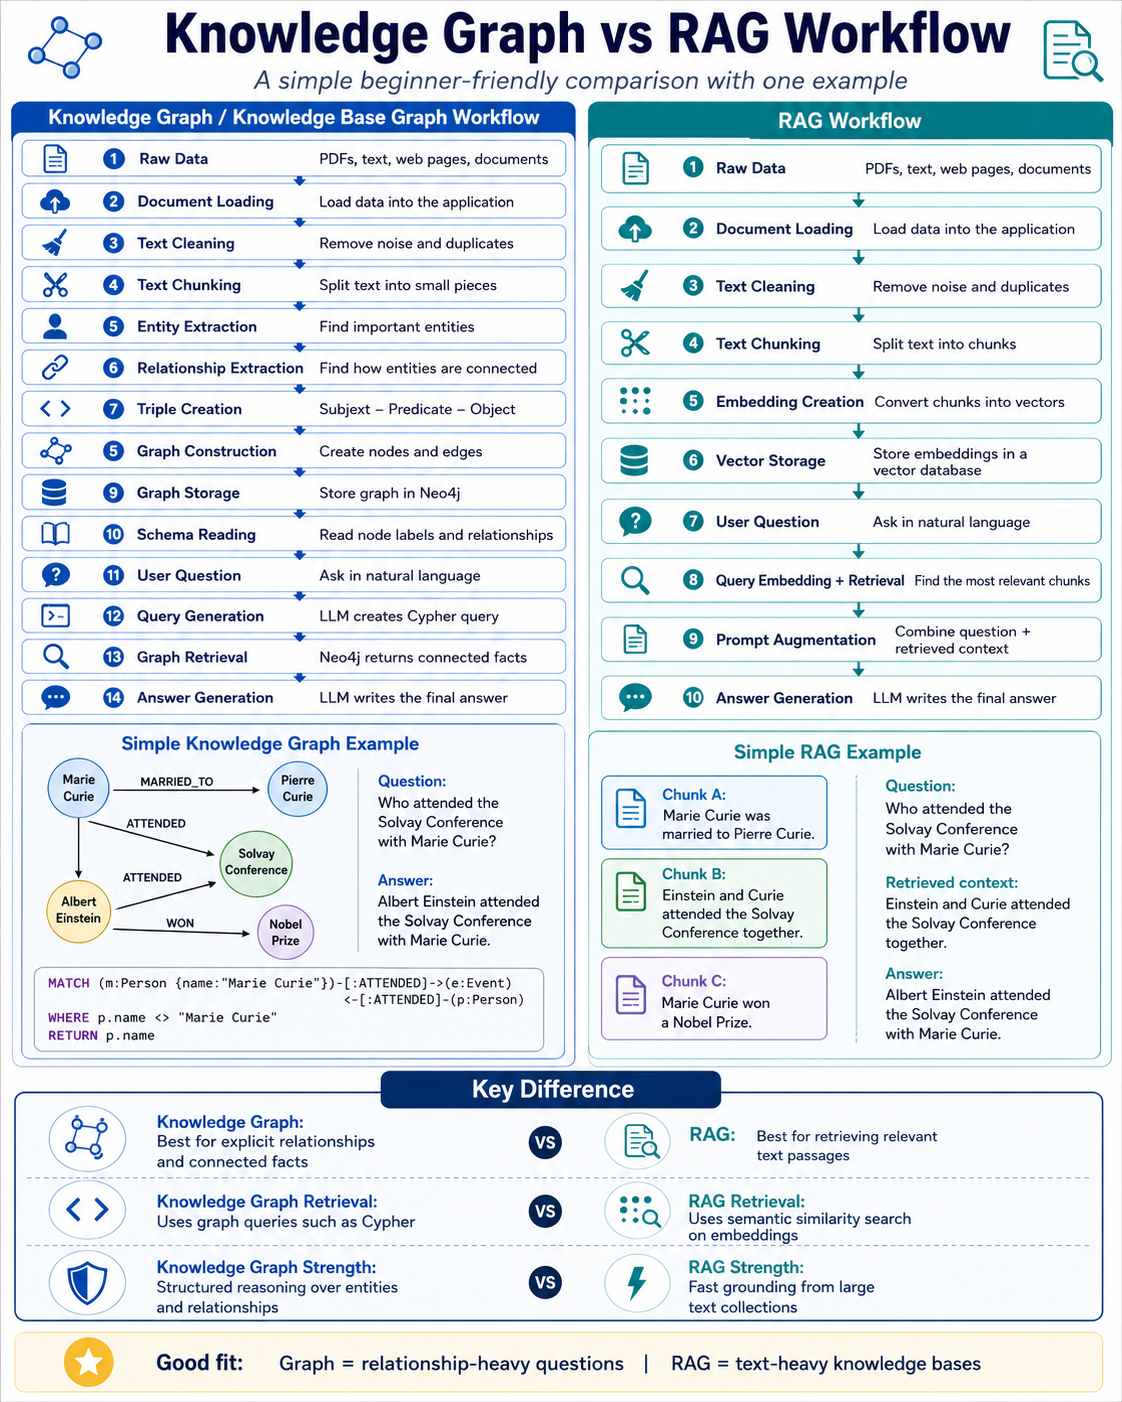 Knowledge Graph vs RAG Workflow
A simple beginner-friendly comparison with one example
Knowledge Graph / Knowledge Base Graph Workflow
1 Raw Data PDFs, text, web pages, documents
2 Document Loading Load data into the application
3 Text Cleaning Remove noise and duplicates
4 Text Chunking Split text into small pieces
5 Entity Extraction Find important entities
6 Relationship Extraction Find how entities are connected
7 Triple Creation Subjext – Predicate – Object
5 Graph Construction Create nodes and edges
9 Graph Storage Store graph in Neo4j
10 Schema Reading Read node labels and relationships
11 User Question Ask in natural language
12 Query Generation LLM creates Cypher query
13 Graph Retrieval Neo4j returns connected facts
14 Answer Generation LLM writes the final answer
Simple Knowledge Graph Example
Marie
Curie
MARRIED_TO
Pierre
Curie
ATTENDED
Solvay
Conference
ATTENDED
Albert
Einstein
WON
Nobel
Prize
Question:
Who attended the
Solvay Conference
with Marie Curie?
Answer:
Albert Einstein attended
the Solvay Conference
with Marie Curie.
MATCH (m:Person {name:"Marie Curie"})-[:ATTENDED]->(e:Event)
<-[:ATTENDED]-(p:Person)
WHERE p.name <> "Marie Curie"
RETURN p.name
RAG Workflow
1 Raw Data PDFs, text, web pages, documents
2 Document Loading Load data into the application
3 Text Cleaning Remove noise and duplicates
4 Text Chunking Split text into chunks
5 Embedding Creation Convert chunks into vectors
6 Vector Storage Store embeddings in a
vector database
7 User Question Ask in natural language
8 Query Embedding + Retrieval Find the most relevant chunks
9 Prompt Augmentation Combine question +
retrieved context
10 Answer Generation LLM writes the final answer
Simple RAG Example
Chunk A:
Marie Curie was
married to Pierre Curie.
Chunk B:
Einstein and Curie
attended the Solvay
Conference together.
Chunk C:
Marie Curie won
a Nobel Prize.
Question:
Who attended the
Solvay Conference
with Marie Curie?
Retrieved context:
Einstein and Curie attended
the Solvay Conference
together.
Answer:
Albert Einstein attended
the Solvay Conference
with Marie Curie.
Key Difference
Knowledge Graph:
Best for explicit relationships
and connected facts
VS
RAG: Best for retrieving relevant
text passages
Knowledge Graph Retrieval:
Uses graph queries such as Cypher
VS
RAG Retrieval:
Uses semantic similarity search
on embeddings
Knowledge Graph Strength:
Structured reasoning over entities
and relationships
VS
RAG Strength:
Fast grounding from large
text collections
Good fit: Graph = relationship-heavy questions | RAG = text-heavy knowledge bases